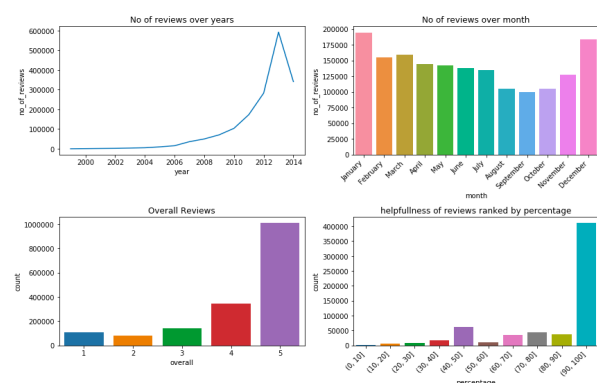 No of reviews over years
no_of_reviews
600000
500000
400000
300000
200000
100000
0
2000 2002 2004 2006 2008 2010 2012 2014
year
No of reviews over month
no_of_reviews
200000
175000
150000
125000
100000
75000
50000
25000
0
January February March April May June July August September October November December
month
Overall Reviews
count
1000000
800000
600000
400000
200000
0
1 2 3 4 5
overall
helpfullness of reviews ranked by percentage
count
400000
350000
300000
250000
200000
150000
100000
50000
0
(0, 10] (10, 20] (20, 30] (30, 40] (40, 50] (50, 60] (60, 70] (70, 80] (80, 90] (90, 100]
percentage